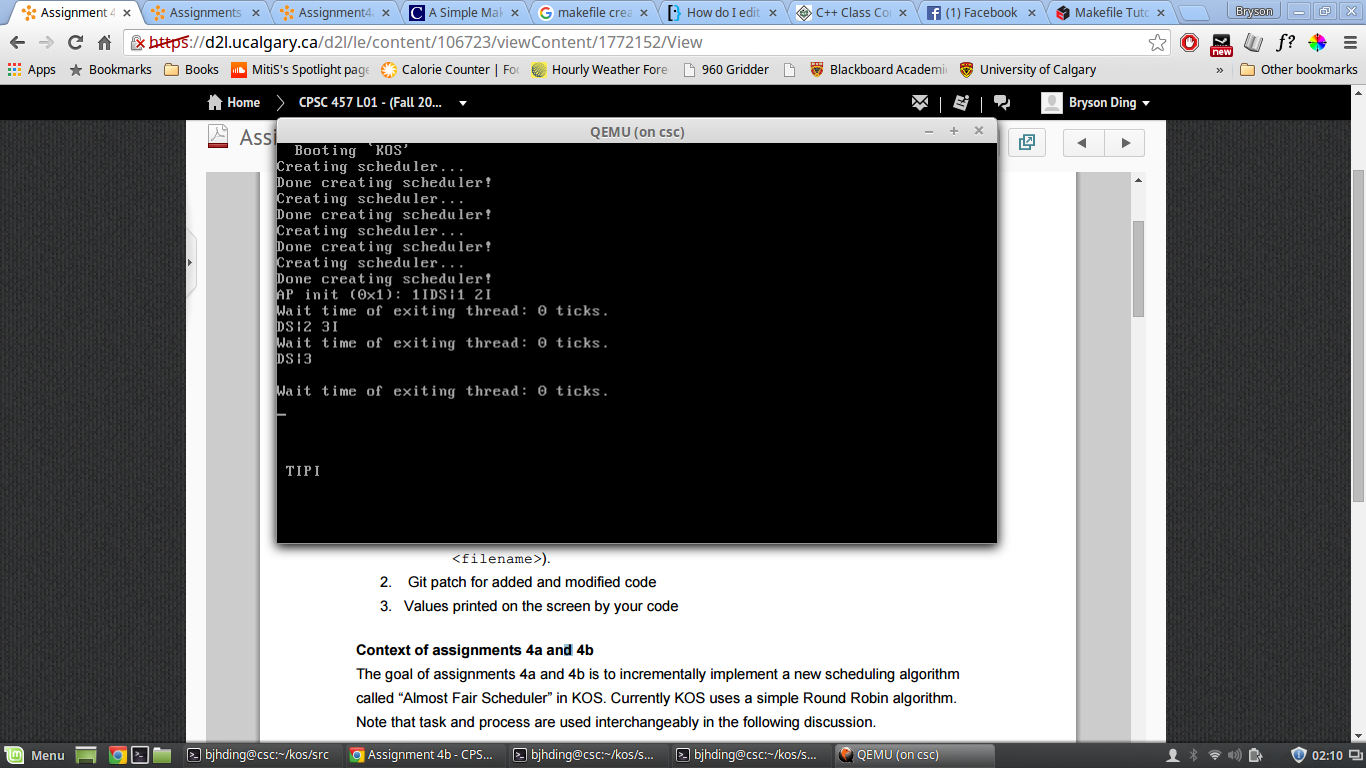 Assignment 4
Assignments
Assignment4
A Simple Mak
makefile crea
How do I edit
C++ Class Co
(1) Facebook
Makefile Tuto
Bryson
https://d2l.ucalgary.ca/d2l/le/content/106723/viewContent/1772152/View
new
f?
Apps
Bookmarks
Books
MitiS's Spotlight page
Calorie Counter | Foo
Hourly Weather Fore
960 Gridder
Blackboard Academi
University of Calgary
»
Other bookmarks
Home
CPSC 457 L01 - (Fall 20...
Bryson Ding
Assi
QEMU (on csc)
Booting `KOS'
Creating scheduler...
Done creating scheduler!
Creating scheduler...
Done creating scheduler!
Creating scheduler...
Done creating scheduler!
Creating scheduler...
Done creating scheduler!
AP init (0x1): 1IDS|1 2I
Wait time of exiting thread: 0 ticks.
DS|2 3I
Wait time of exiting thread: 0 ticks.
DS|3
Wait time of exiting thread: 0 ticks.
_
TIPI
<filename>).
2. Git patch for added and modified code
3. Values printed on the screen by your code
Context of assignments 4a and 4b
The goal of assignments 4a and 4b is to incrementally implement a new scheduling algorithm
called “Almost Fair Scheduler” in KOS. Currently KOS uses a simple Round Robin algorithm.
Note that task and process are used interchangeably in the following discussion.
Menu
bjhding@csc:~/kos/src
Assignment 4b - CPS...
bjhding@csc:~/kos/s...
bjhding@csc:~/kos/s...
QEMU (on csc)
02:10